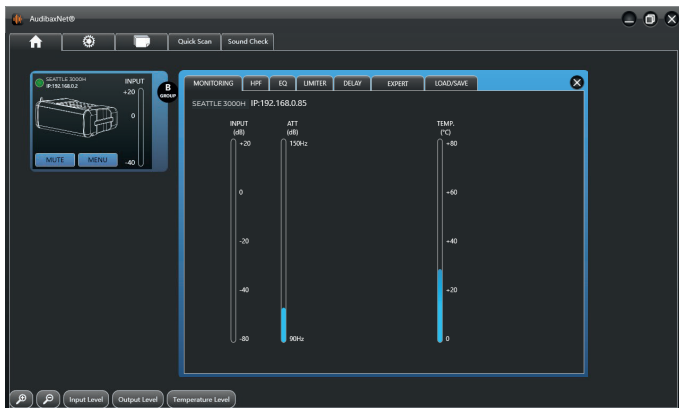 AudibaxNet®
Quick Scan Sound Check
SEATTLE 3000H
IP:192.168.0.2
INPUT
+20
0
-40
MUTE MENU
B
GROUP
MONITORING HPF EQ LIMITER DELAY EXPERT LOAD/SAVE
SEATTLE 3000H IP:192.168.0.85
INPUT ATT TEMP.
(dB) (dB) (°C)
+20 150Hz +80
0 +60
-20 +40
-40 +20
-80 90Hz 0
Input Level Output Level Temperature Level